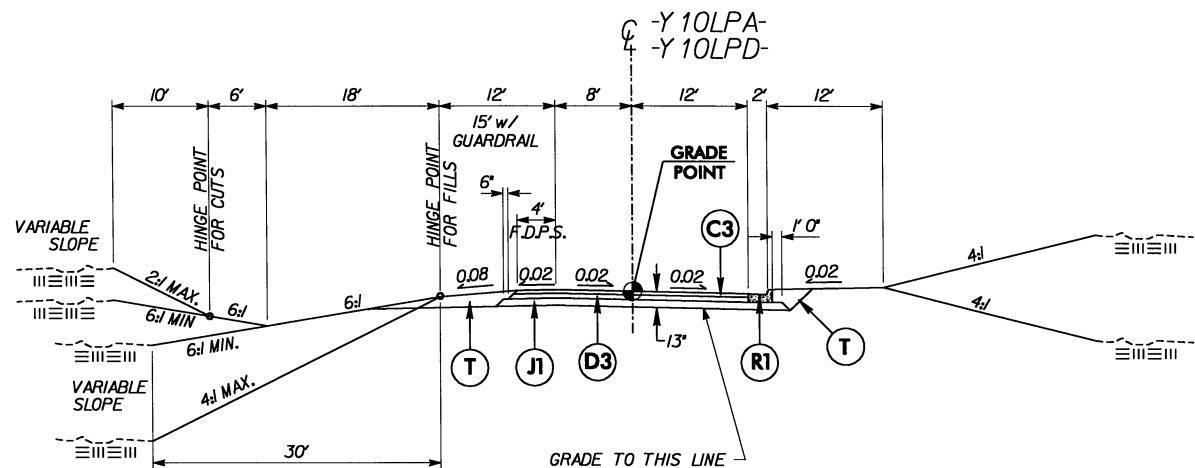 ℄ -Y10LPA-
-Y10LPD-
10' 6' 18' 12' 8' 12' 2' 12'
15' w/
GUARDRAIL
HINGE POINT
FOR CUTS
HINGE POINT
FOR FILLS
GRADE
POINT
6"
4'
F.D.P.S.
C3
1' 0"
VARIABLE
SLOPE
0.08 0.02 0.02 0.02 0.02
4:1
2:1 MAX.
6:1 MIN
6:1
6:1
6:1 MIN.
4:1
13"
T J1 D3 R1 T
VARIABLE
SLOPE
4:1 MAX.
30'
GRADE TO THIS LINE